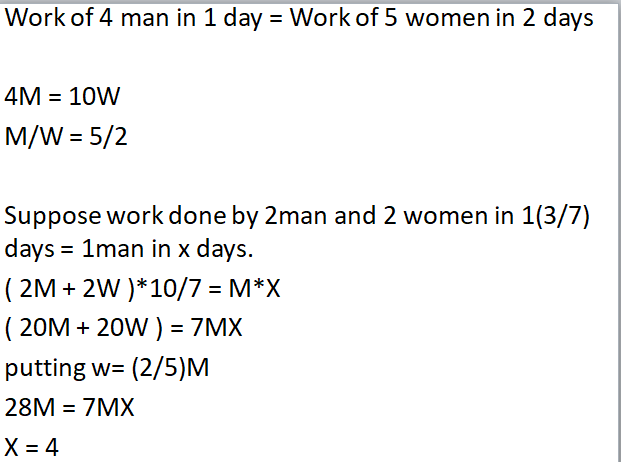 Work of 4 man in 1 day = Work of 5 women in 2 days
4M = 10W
M/W = 5/2
Suppose work done by 2man and 2 women in 1(3/7)
days = 1man in x days.
( 2M + 2W )*10/7 = M*X
( 20M + 20W ) = 7MX
putting w= (2/5)M
28M = 7MX
X = 4